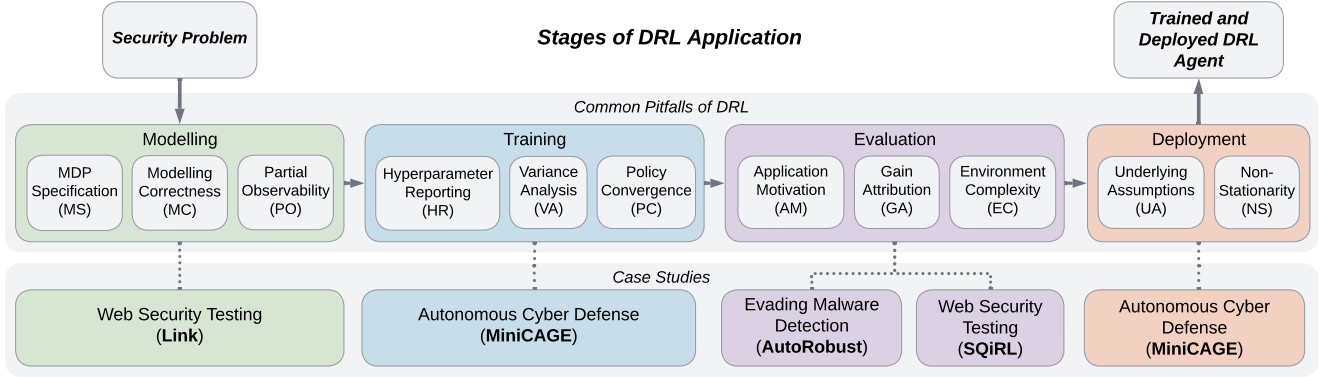 Security Problem
Stages of DRL Application
Trained and
Deployed DRL
Agent
Common Pitfalls of DRL
Modelling
MDP
Specification
(MS)
Modelling
Correctness
(MC)
Partial
Observability
(PO)
Training
Hyperparameter
Reporting
(HR)
Variance
Analysis
(VA)
Policy
Convergence
(PC)
Evaluation
Application
Motivation
(AM)
Gain
Attribution
(GA)
Environment
Complexity
(EC)
Deployment
Underlying
Assumptions
(UA)
Non-
Stationarity
(NS)
Case Studies
Web Security Testing
(Link)
Autonomous Cyber Defense
(MiniCAGE)
Evading Malware
Detection
(AutoRobust)
Web Security
Testing
(SQiRL)
Autonomous Cyber
Defense
(MiniCAGE)